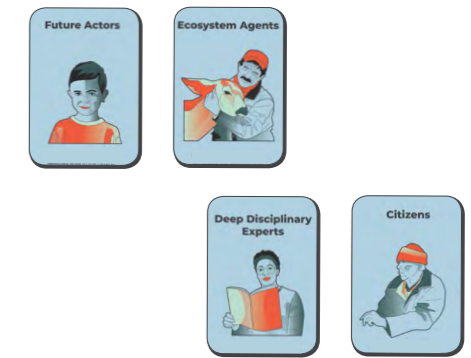 Future Actors
Ecosystem Agents
Deep Disciplinary
Experts
Citizens